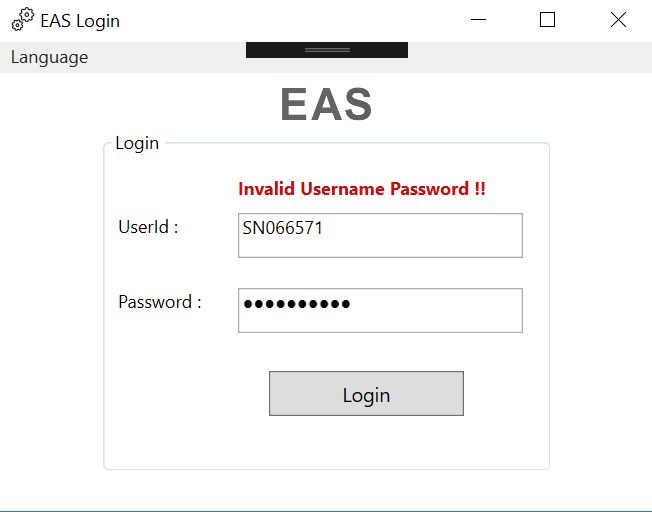 EAS Login
Language
EAS
Login
Invalid Username Password !!
UserId :
SN066571
Password :
●●●●●●●●●●
Login